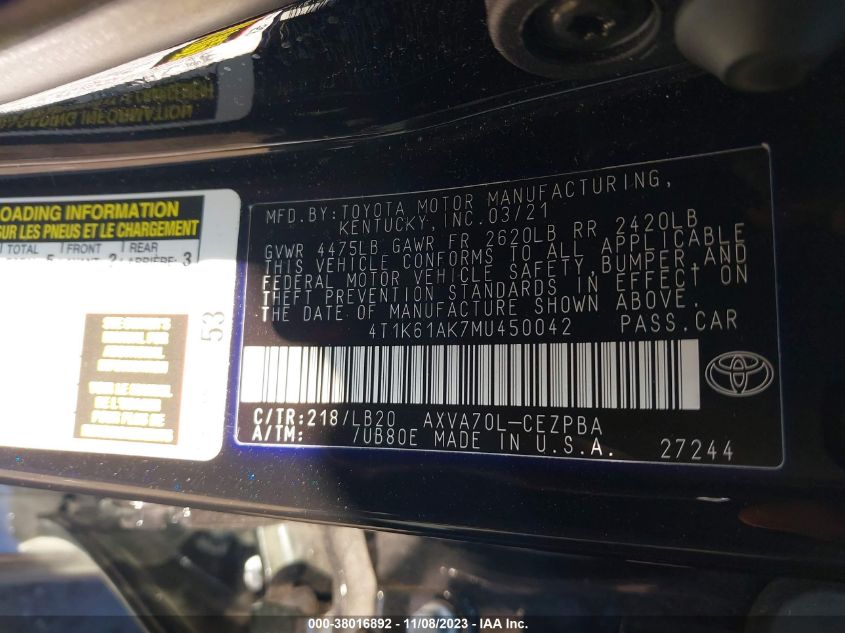 LOADING INFORMATION
SUR LES PNEUS ET LE CHARGEMENT
TOTAL 5 FRONT 2 REAR
ARRIÈRE: 3
53
MFD. BY: TOYOTA MOTOR MANUFACTURING,
KENTUCKY, INC. 03/21
GVWR 4475LB GAWR FR 2620LB RR 2420LB
THIS VEHICLE CONFORMS TO ALL APPLICABLE
FEDERAL MOTOR VEHICLE SAFETY, BUMPER, AND
THEFT PREVENTION STANDARDS IN EFFECT ON
THE DATE OF MANUFACTURE SHOWN ABOVE.
4T1K61AK7MU450042 PASS. CAR
C/TR: 218/LB20 AXVA70L-CEZPBA
A/TM: 7UB80E MADE IN U.S.A. 27244
000-38016892 - 11/08/2023 - IAA Inc.